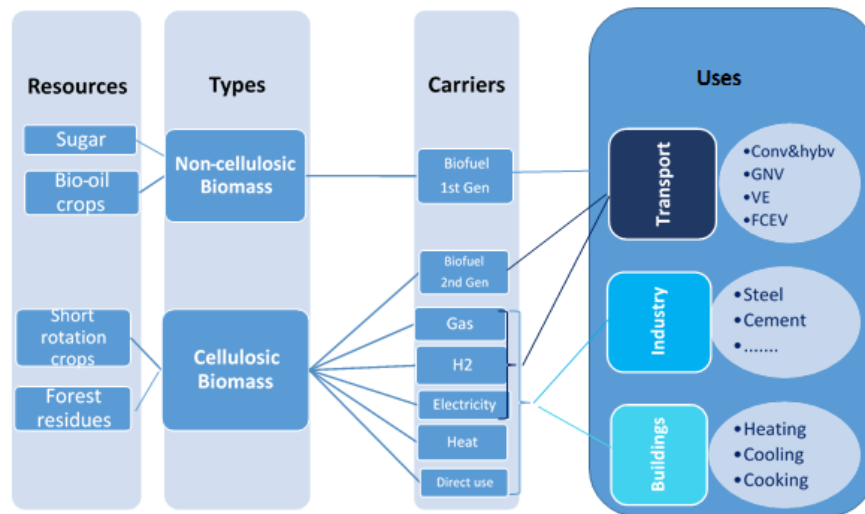 Resources
Types
Carriers
Uses
Sugar
Bio-oil
crops
Short
rotation
crops
Forest
residues
Non-cellulosic
Biomass
Cellulosic
Biomass
Biofuel
1st Gen
Biofuel
2nd Gen
Gas
H2
Electricity
Heat
Direct use
Transport
•Conv&hybv
•GNV
•VE
•FCEV
Industry
•Steel
•Cement
•.......
Buildings
•Heating
•Cooling
•Cooking